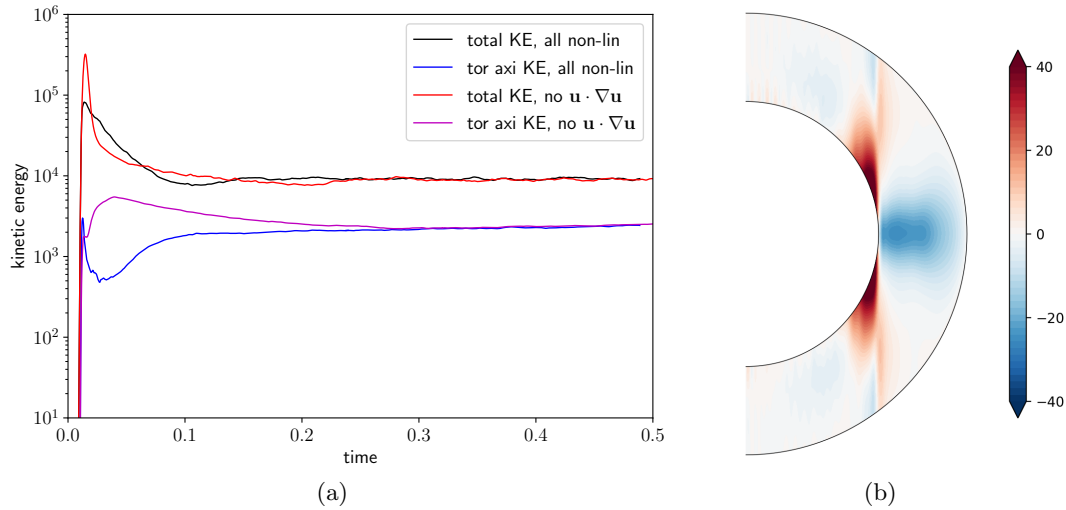 10^6
10^5
10^4
10^3
10^2
10^1
kinetic energy
total KE, all non-lin
tor axi KE, all non-lin
total KE, no u · ∇u
tor axi KE, no u · ∇u
0.0 0.1 0.2 0.3 0.4 0.5
time
(a)
40
20
0
−20
−40
(b)